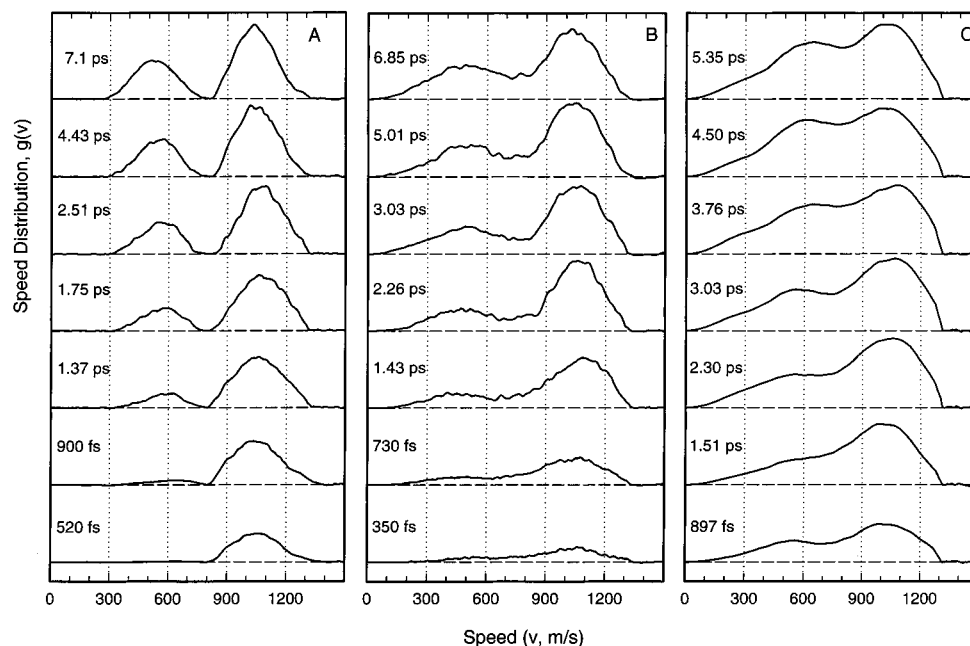 Speed Distribution, g(v)
A
7.1 ps
4.43 ps
2.51 ps
1.75 ps
1.37 ps
900 fs
520 fs
0 300 600 900 1200
B
6.85 ps
5.01 ps
3.03 ps
2.26 ps
1.43 ps
730 fs
350 fs
0 300 600 900 1200
C
5.35 ps
4.50 ps
3.76 ps
3.03 ps
2.30 ps
1.51 ps
897 fs
0 300 600 900 1200
Speed (v, m/s)